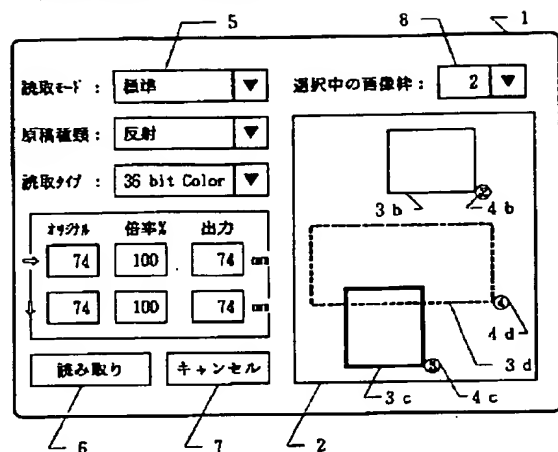 5
8
1
読取モード：
標準
▼
選択中の画像枠：
2
▼
原稿種類：
反射
▼
読取タイプ：
36 bit Color
▼
3 b
4 b
オリジナル
倍率%
出力
⇨
74
100
74
mm
⇩
74
100
74
mm
④
4 d
3 d
読み取り
キャンセル
3 c
4 c
6
7
2